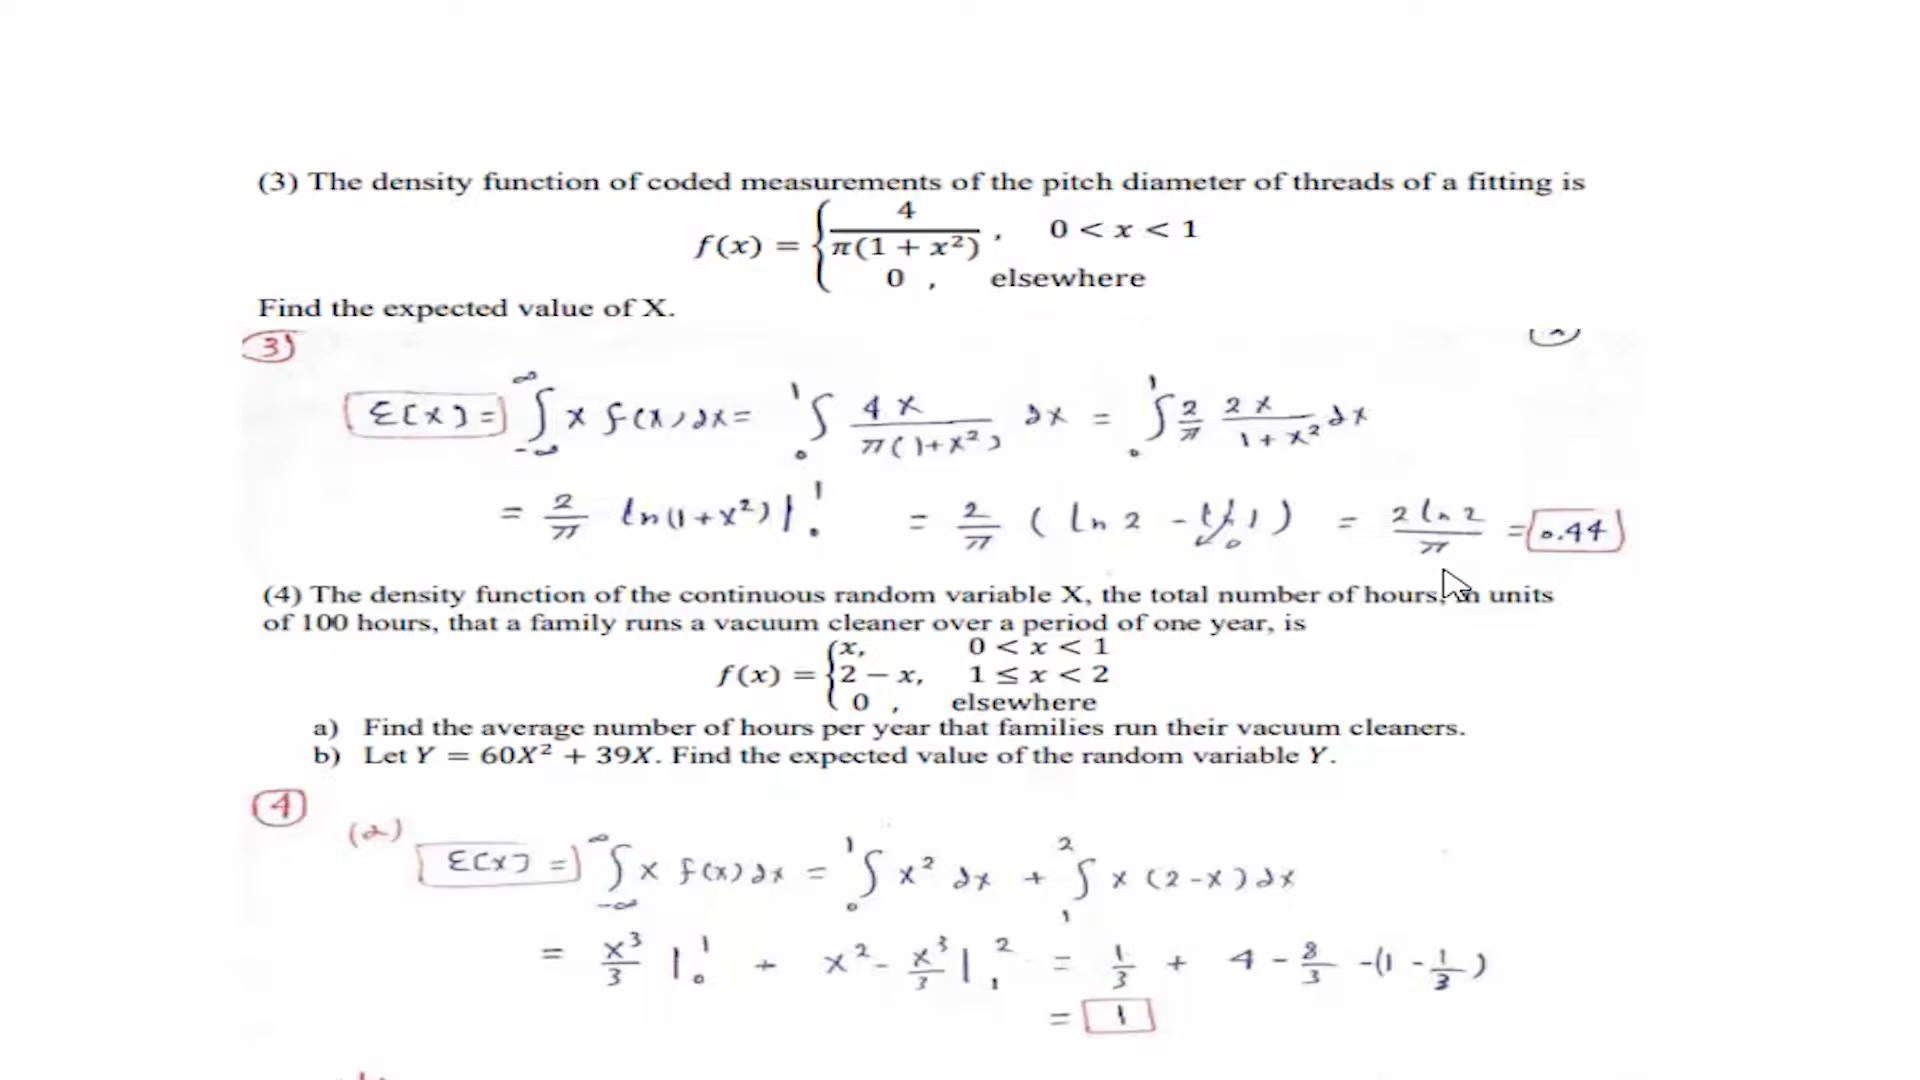 (3) The density function of coded measurements of the pitch diameter of threads of a fitting is
f(x) = { 4 / π(1 + x²) , 0 < x < 1
0 , elsewhere
Find the expected value of X.
3
E(X) = ∫_{-∞}^{∞} x f(x) dx = ∫_0^1 4x / π(1+x²) dx = ∫_0^1 2/π 2x / 1+x² dx
= 2/π ln(1+x²) |_0^1 = 2/π ( ln 2 - ln 1 ) = 2 ln 2 / π = 0.44
(4) The density function of the continuous random variable X, the total number of hours, in units
of 100 hours, that a family runs a vacuum cleaner over a period of one year, is
f(x) = { x, 0 < x < 1
2 − x, 1 ≤ x < 2
0 , elsewhere
a) Find the average number of hours per year that families run their vacuum cleaners.
b) Let Y = 60X² + 39X. Find the expected value of the random variable Y.
4
(a)
E(X) = ∫_{-∞}^{∞} x f(x) dx = ∫_0^1 x² dx + ∫_1^2 x (2-x) dx
= x³/3 |_0^1 + x² - x³/3 |_1^2 = 1/3 + 4 - 8/3 -(1 - 1/3)
= 1